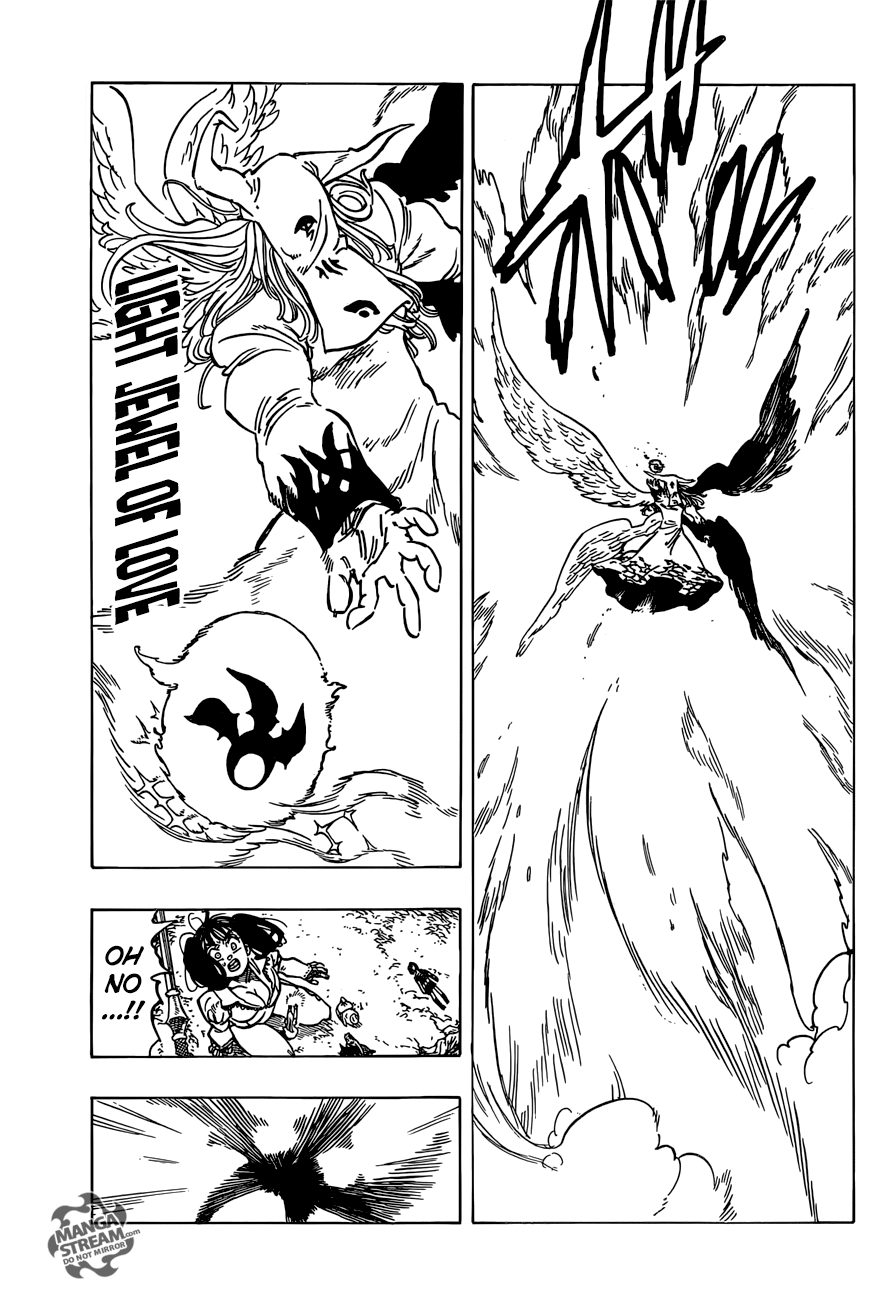 LIGHT JEWEL OF LOVE
OH
NO
...!!
MANGA
STREAM.com
DO NOT MIRROR